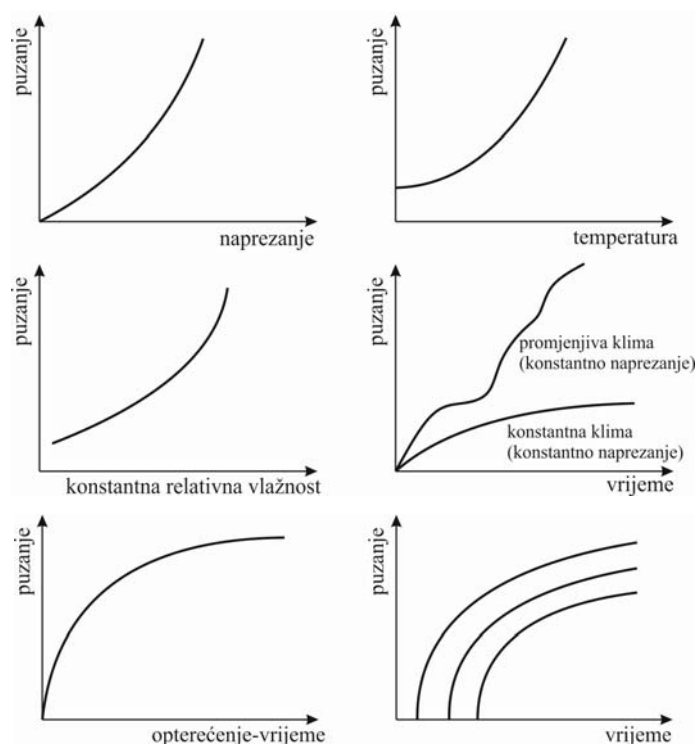 puzanje
naprezanje
puzanje
temperatura
puzanje
konstantna relativna vlažnost
puzanje
promjenjiva klima
(konstantno naprezanje)
konstantna klima
(konstantno naprezanje)
vrijeme
puzanje
opterećenje-vrijeme
puzanje
vrijeme